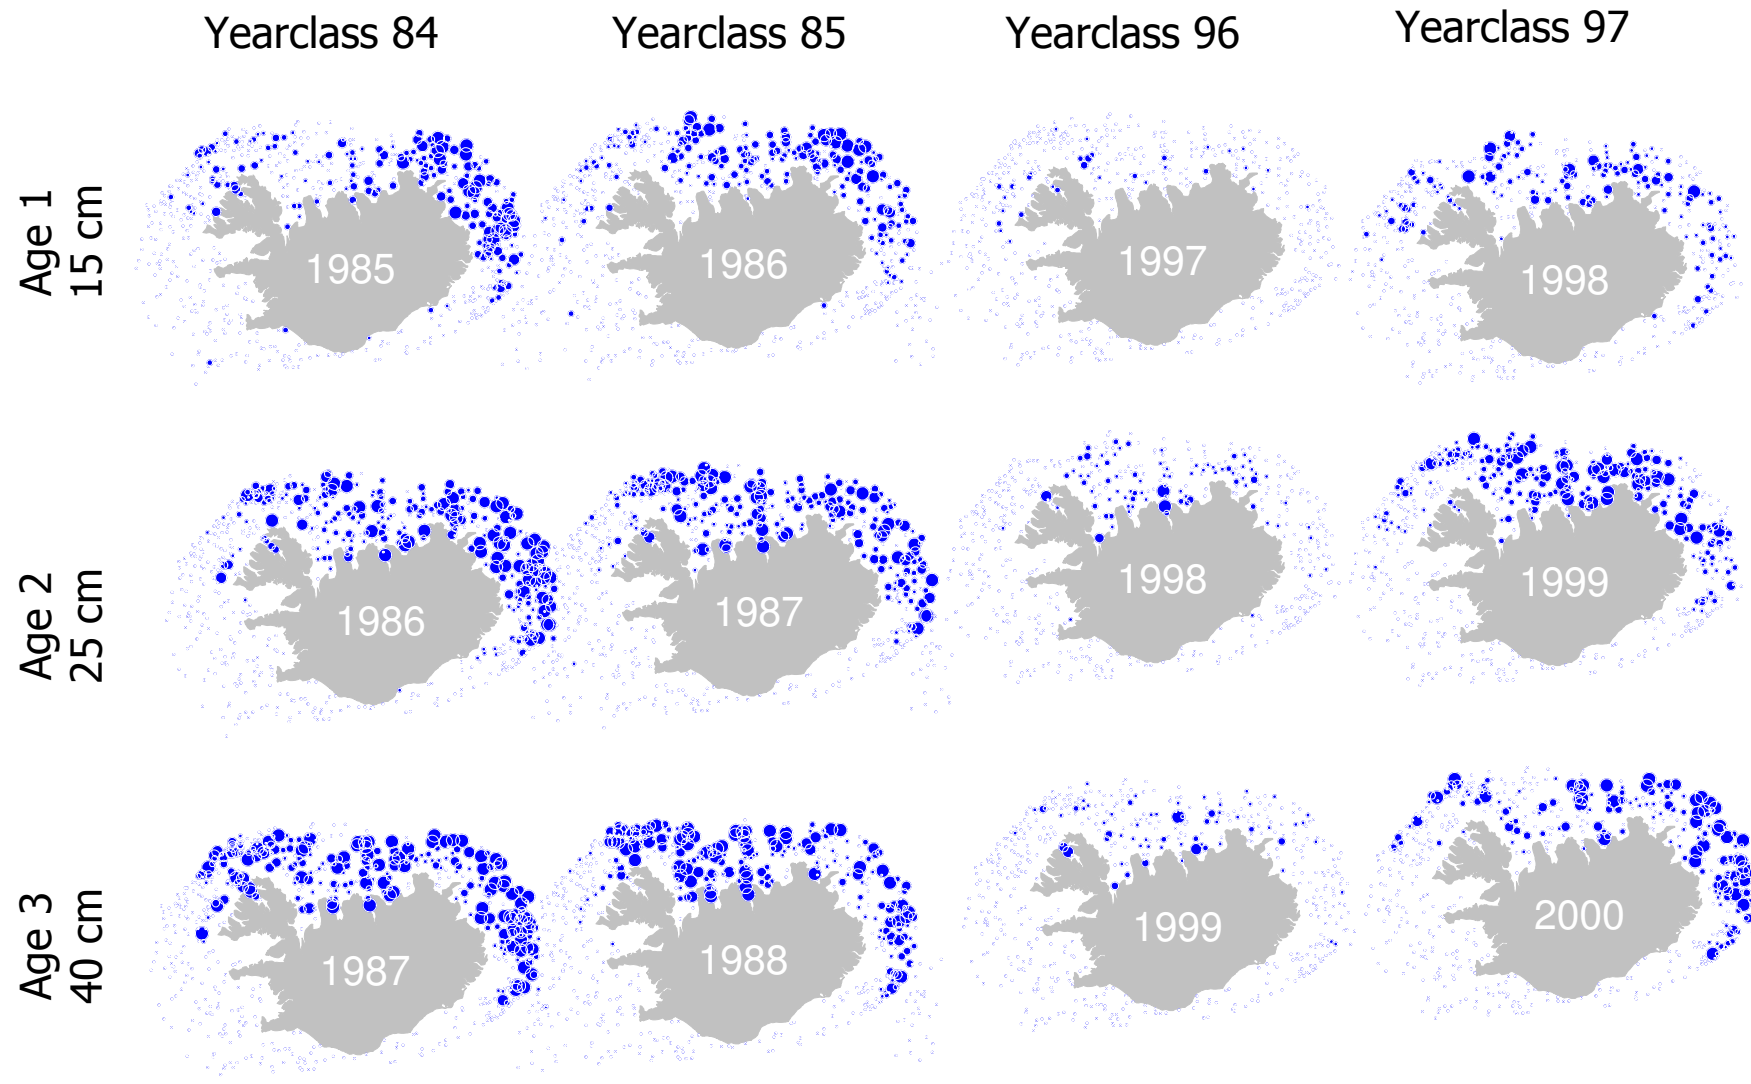 Yearclass 84
Yearclass 85
Yearclass 96
Yearclass 97
Age 1
15 cm
1985
1986
1997
1998
Age 2
25 cm
1986
1987
1998
1999
Age 3
40 cm
1987
1988
1999
2000